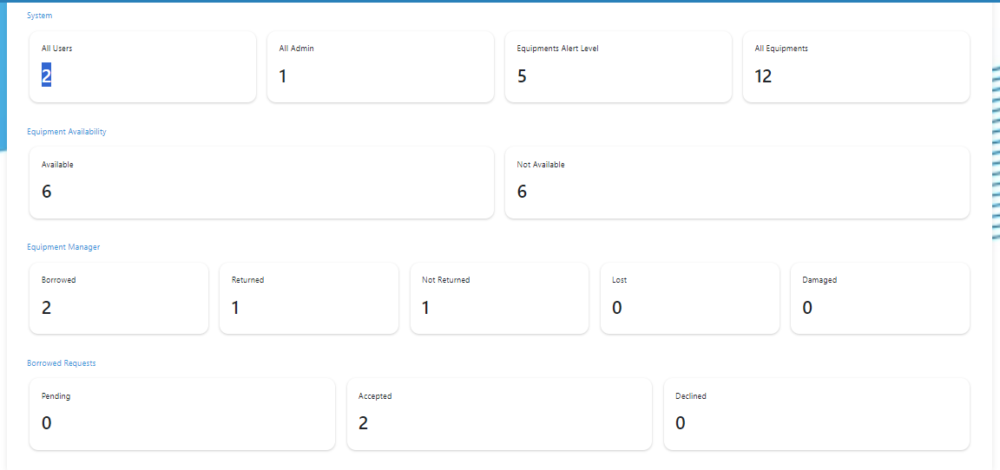 System
All Users
All Admin
Equipments Alert Level
All Equipments
2
1
5
12
Equipment Availability
Available
Not Available
6
6
Equipment Manager
Borrowed
Returned
Not Returned
Lost
Damaged
2
1
1
0
0
Borrowed Requests
Pending
Accepted
Declined
0
2
0